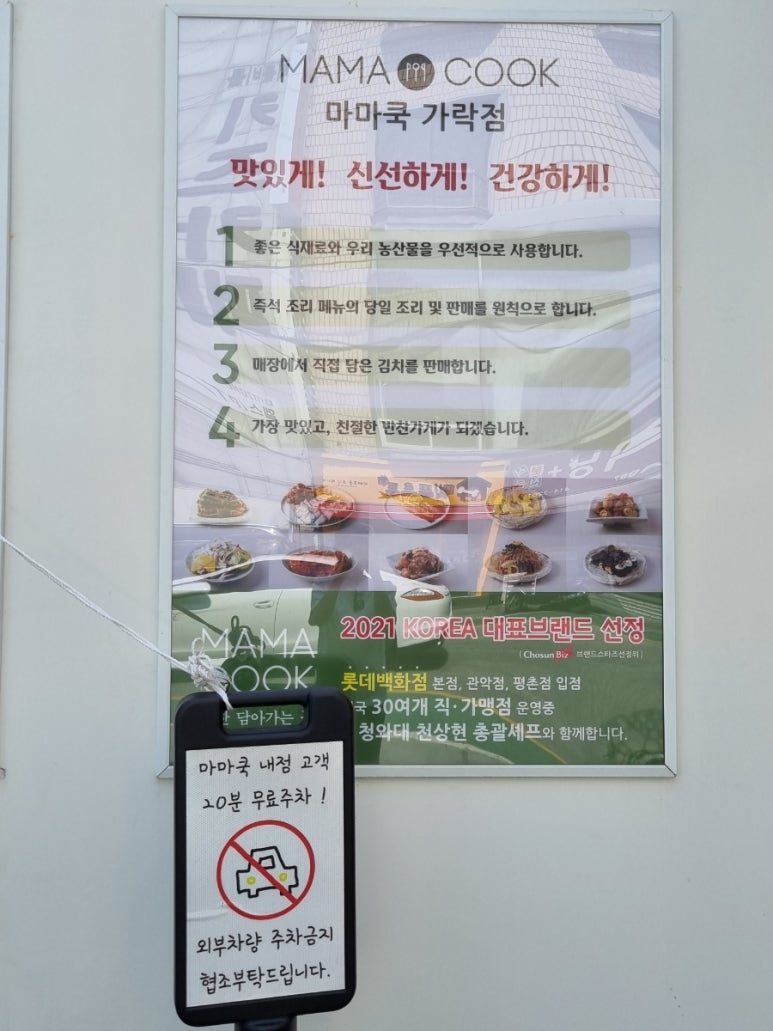 MAMA COOK
마마쿡 가락점
맛있게! 신선하게! 건강하게!
1 좋은 식재료와 우리 농산물을 우선적으로 사용합니다.
2 즉석 조리 메뉴의 당일 조리 및 판매를 원칙으로 합니다.
3 매장에서 직접 담은 김치를 판매합니다.
4 가장 맛있고, 친절한 반찬가게가 되겠습니다.
2021 KOREA 대표브랜드 선정
[ Chosun Biz 브랜드스타즈선정위 ]
MAMA
COOK
담아가는
롯데백화점 본점, 관악점, 평촌점 입점
30여개 직·가맹점 운영중
청와대 천상현 총괄셰프와 함께합니다.
마마쿡 내점 고객
20분 무료주차 !
외부차량 주차금지
협조부탁드립니다.